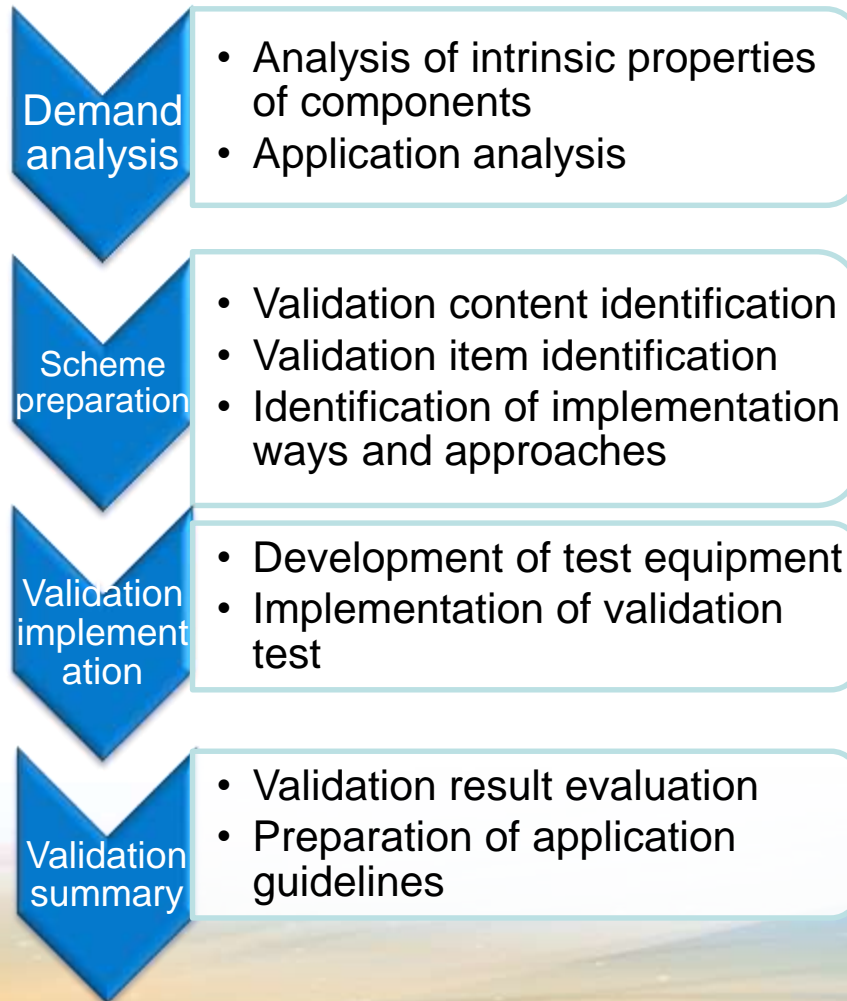 Demand
analysis
• Analysis of intrinsic properties
of components
• Application analysis
Scheme
preparation
• Validation content identification
• Validation item identification
• Identification of implementation
ways and approaches
Validation
implement
ation
• Development of test equipment
• Implementation of validation
test
Validation
summary
• Validation result evaluation
• Preparation of application
guidelines